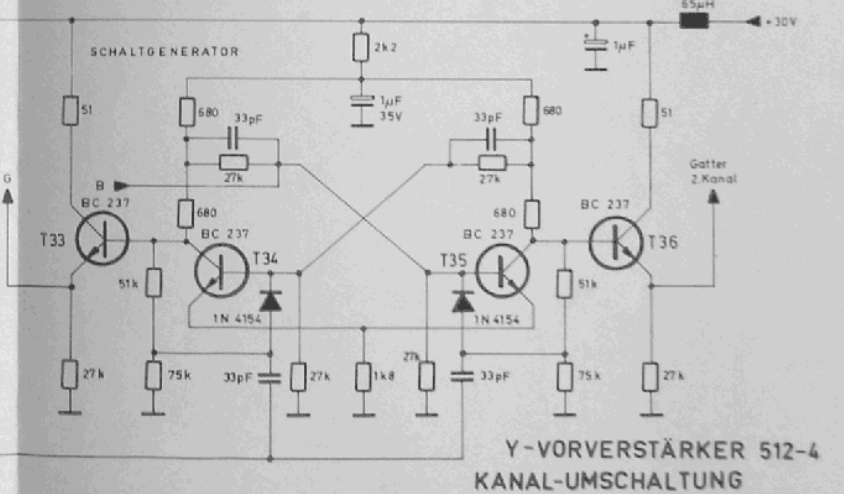 65µH
+30V
2k2
1µF
SCHALTGENERATOR
680
33pF
1µF
35V
33pF
680
51
51
27k
27k
Gatter
2.Kanal
G
B
BC 237
680
680
BC 237
BC 237
BC 237
T33
T34
T35
T36
51k
51k
1N 4154
1N 4154
27k
27k
75k
33pF
27k
1k8
33pF
75k
27k
Y-VORVERSTÄRKER 512-4
KANAL-UMSCHALTUNG